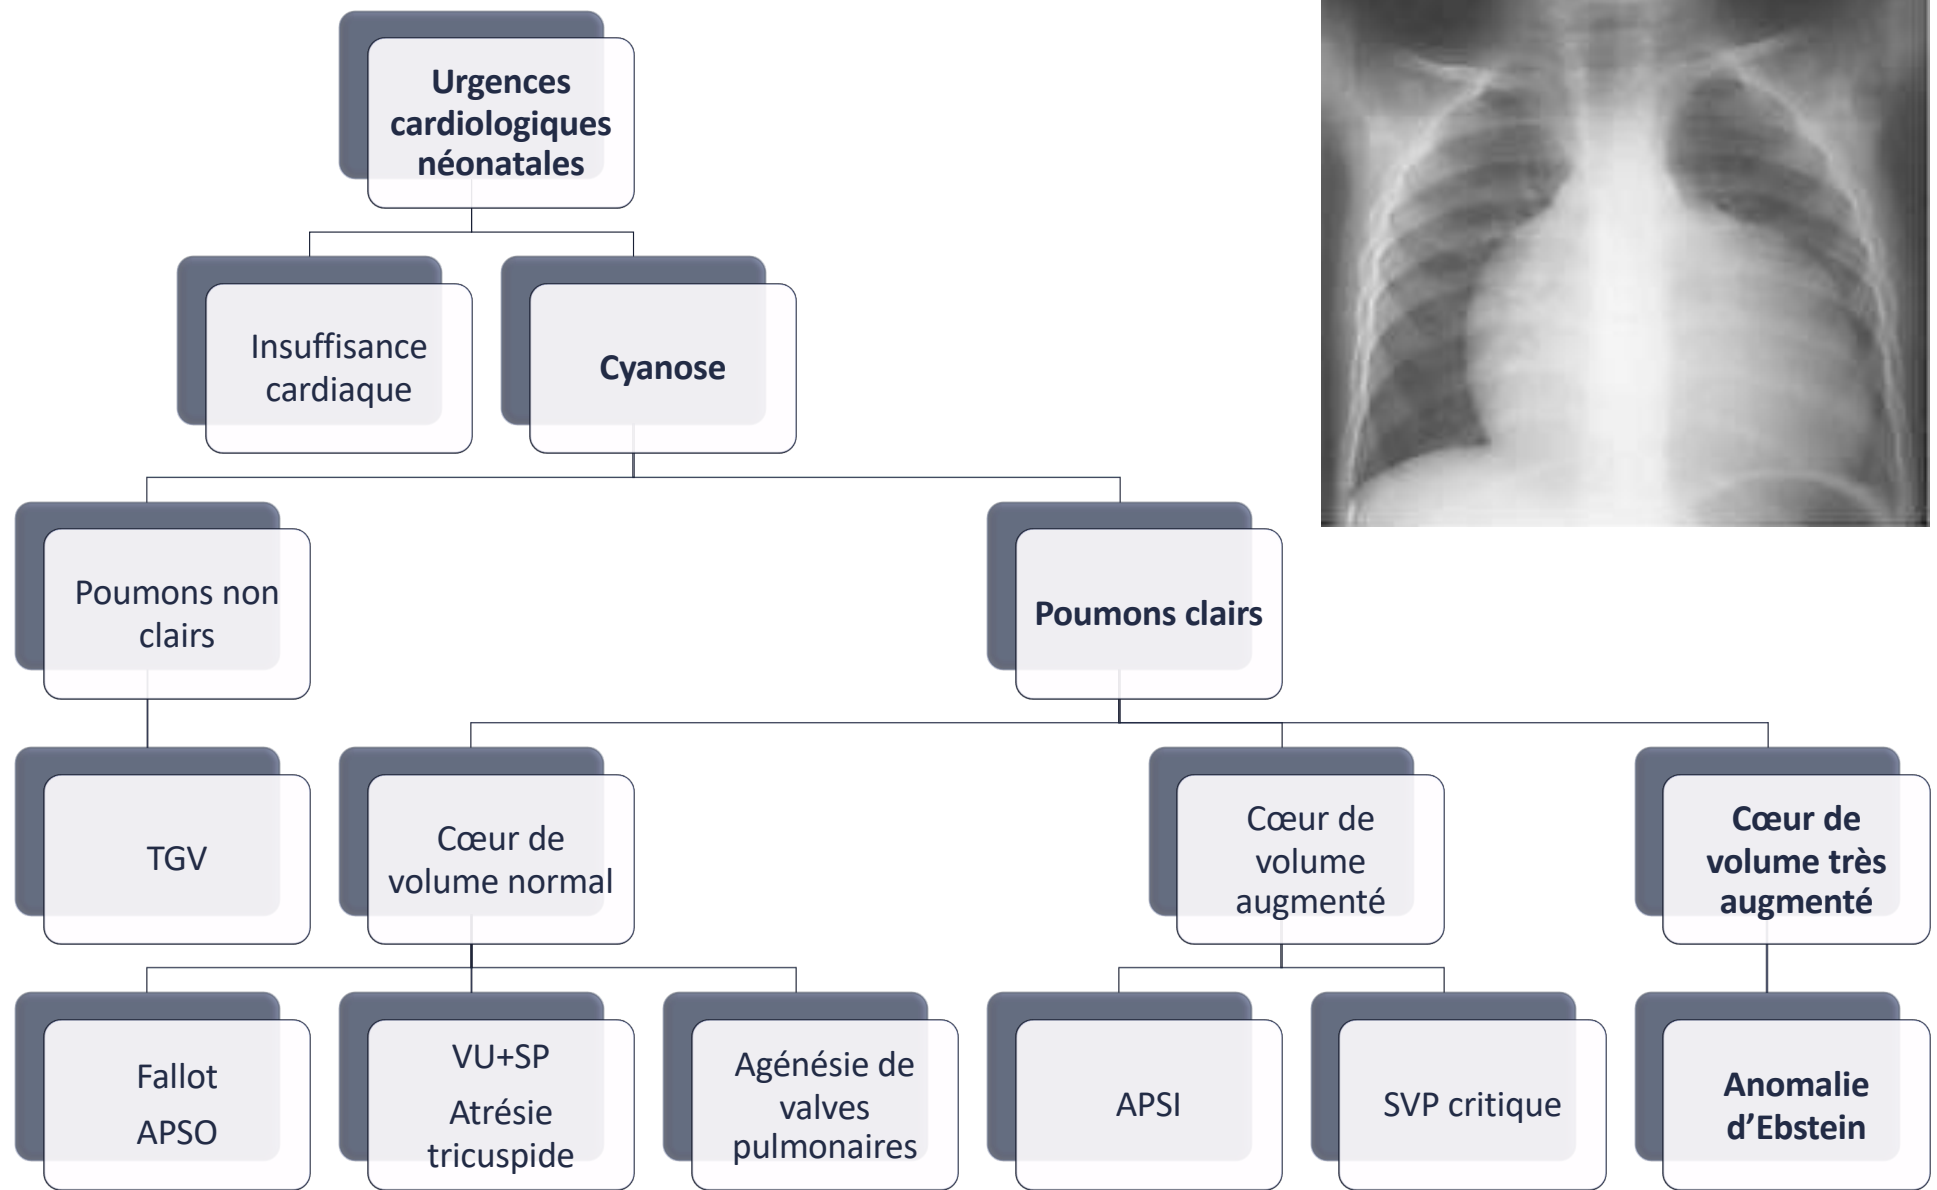 Urgences
cardiologiques
néonatales
Insuffisance
cardiaque
Cyanose
Poumons non
clairs
Poumons clairs
TGV
Cœur de
volume normal
Cœur de
volume
augmenté
Cœur de
volume très
augmenté
Fallot
APSO
VU+SP
Atrésie
tricuspide
Agénésie de
valves
pulmonaires
APSI
SVP critique
Anomalie
d’Ebstein